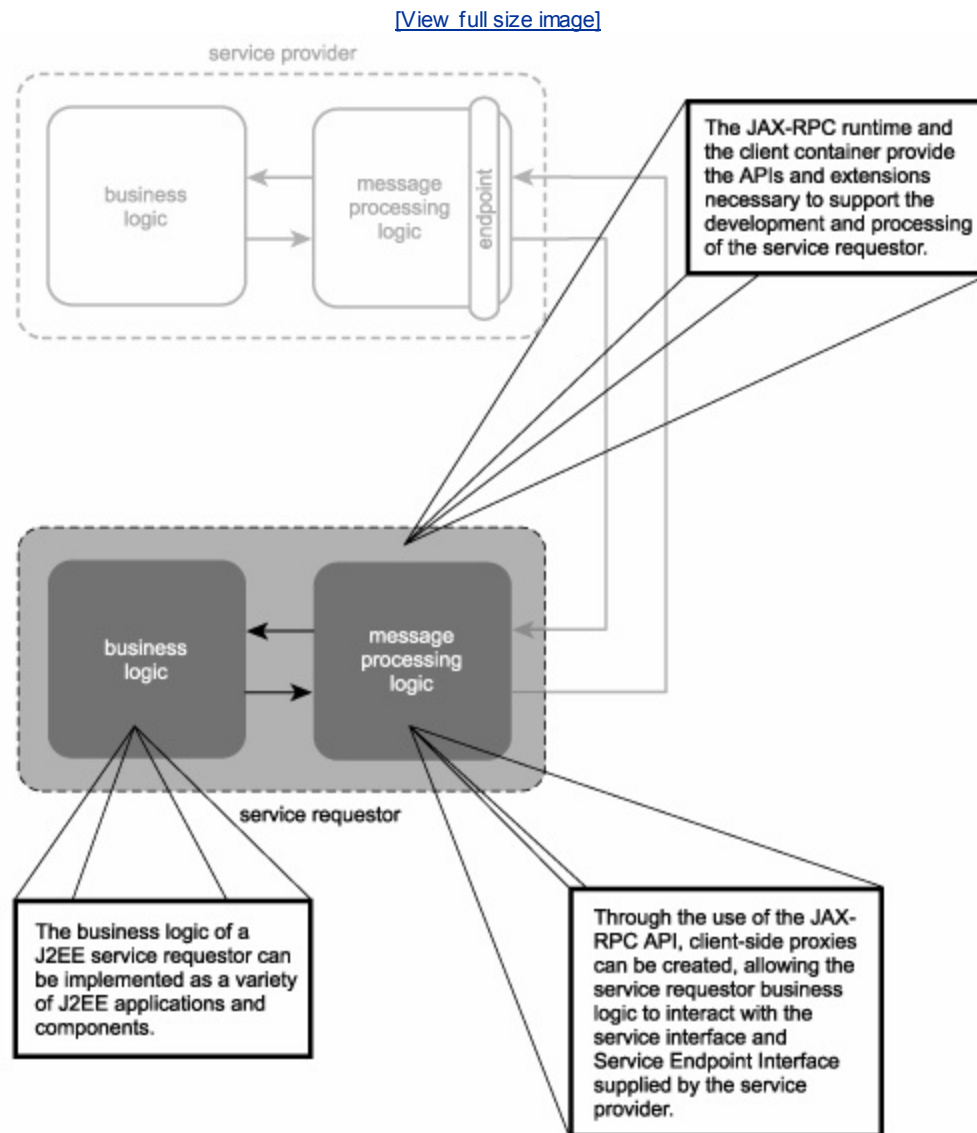 [View full size image]
service provider
business
logic
message
processing
logic
endpoint
The JAX-RPC runtime and
the client container provide
the APIs and extensions
necessary to support the
development and processing
of the service requestor.
business
logic
message
processing
logic
service requestor
The business logic of a
J2EE service requestor can
be implemented as a variety
of J2EE applications and
components.
Through the use of the JAX-
RPC API, client-side proxies
can be created, allowing the
service requestor business
logic to interact with the
service interface and
Service Endpoint Interface
supplied by the service
provider.